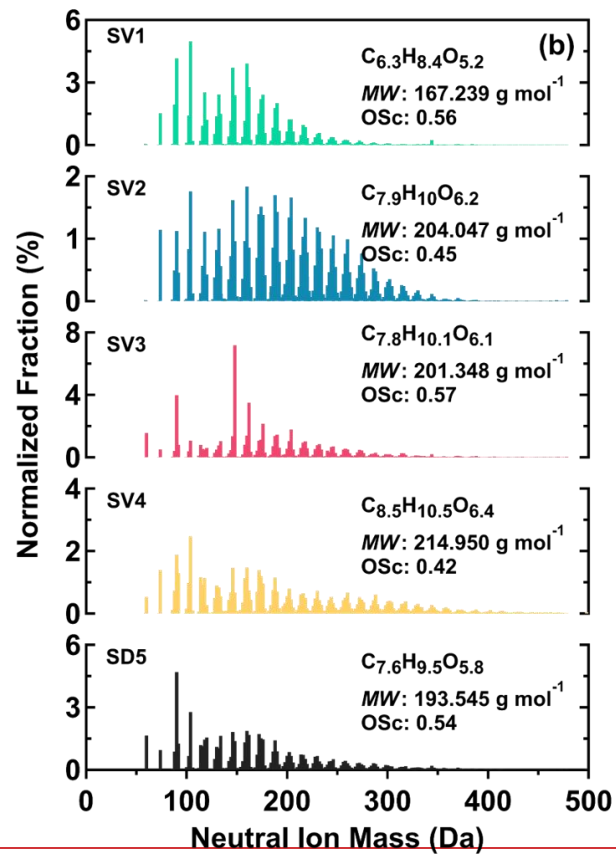 6
SV1
(b)
C6.3H8.4O5.2
MW: 167.239 g mol-1
OSc: 0.56
3
0
2
SV2
C7.9H10O6.2
MW: 204.047 g mol-1
OSc: 0.45
1
0
8
SV3
C7.8H10.1O6.1
MW: 201.348 g mol-1
OSc: 0.57
4
0
4
SV4
C8.5H10.5O6.4
MW: 214.950 g mol-1
OSc: 0.42
2
0
6
SD5
C7.6H9.5O5.8
MW: 193.545 g mol-1
OSc: 0.54
3
0
Normalized Fraction (%)
0 100 200 300 400 500
Neutral Ion Mass (Da)